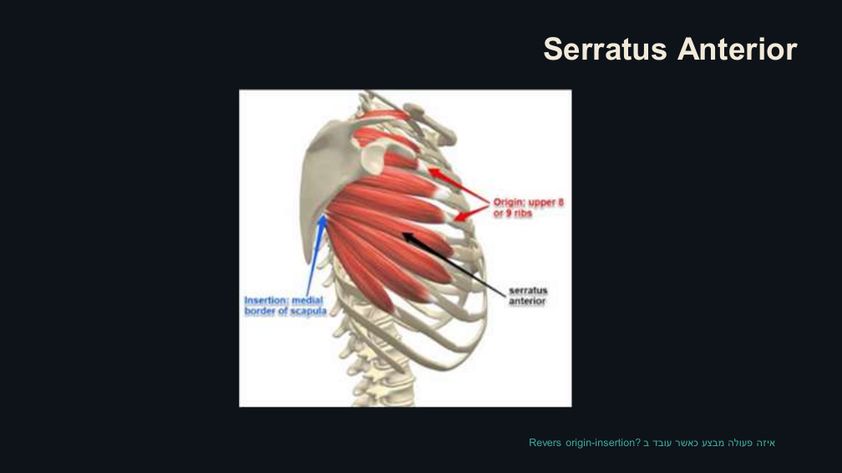 Serratus Anterior
Origin: upper 8
or 9 ribs
serratus
anterior
Insertion: medial
border of scapula
איזה פעולה מבצע כאשר עובד ב Revers origin-insertion?